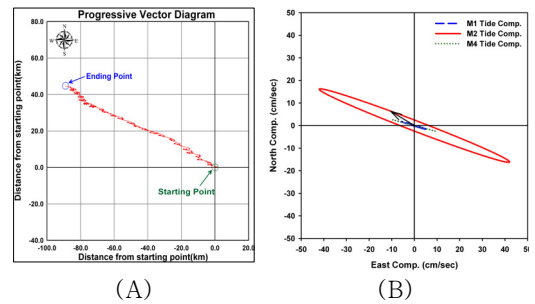 Progressive Vector Diagram
80.0
60.0
40.0
20.0
0.0
-20.0
-40.0
-100.0 -80.0 -60.0 -40.0 -20.0 0.0 20.0
Distance from starting point(km)
Distance from starting point(km)
N
W E
S
Ending Point
Starting Point
(A)
50
40
30
20
10
0
-10
-20
-30
-40
-50
-50 -40 -30 -20 -10 0 10 20 30 40 50
North Comp. (cm/sec)
East Comp. (cm/sec)
M1 Tide Comp.
M2 Tide Comp.
M4 Tide Comp.
(B)